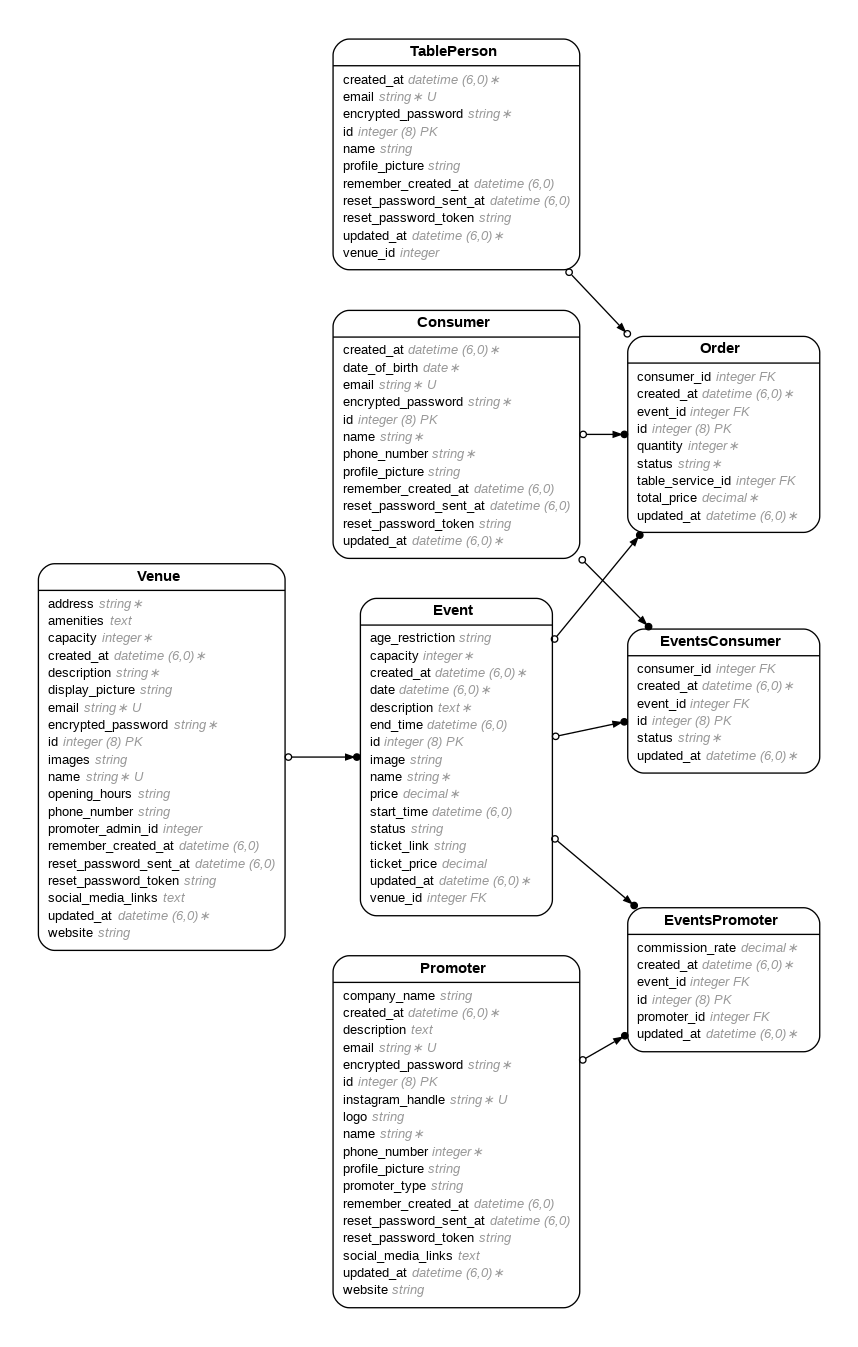 TablePerson
created_at datetime (6,0)∗
email string∗ U
encrypted_password string∗
id integer (8) PK
name string
profile_picture string
remember_created_at datetime (6,0)
reset_password_sent_at datetime (6,0)
reset_password_token string
updated_at datetime (6,0)∗
venue_id integer
Consumer
created_at datetime (6,0)∗
date_of_birth date∗
email string∗ U
encrypted_password string∗
id integer (8) PK
name string∗
phone_number string∗
profile_picture string
remember_created_at datetime (6,0)
reset_password_sent_at datetime (6,0)
reset_password_token string
updated_at datetime (6,0)∗
Order
consumer_id integer FK
created_at datetime (6,0)∗
event_id integer FK
id integer (8) PK
quantity integer∗
status string∗
table_service_id integer FK
total_price decimal∗
updated_at datetime (6,0)∗
Venue
address string∗
amenities text
capacity integer∗
created_at datetime (6,0)∗
description string∗
display_picture string
email string∗ U
encrypted_password string∗
id integer (8) PK
images string
name string∗ U
opening_hours string
phone_number string
promoter_admin_id integer
remember_created_at datetime (6,0)
reset_password_sent_at datetime (6,0)
reset_password_token string
social_media_links text
updated_at datetime (6,0)∗
website string
Event
age_restriction string
capacity integer∗
created_at datetime (6,0)∗
date datetime (6,0)∗
description text∗
end_time datetime (6,0)
id integer (8) PK
image string
name string∗
price decimal∗
start_time datetime (6,0)
status string
ticket_link string
ticket_price decimal
updated_at datetime (6,0)∗
venue_id integer FK
EventsConsumer
consumer_id integer FK
created_at datetime (6,0)∗
event_id integer FK
id integer (8) PK
status string∗
updated_at datetime (6,0)∗
EventsPromoter
commission_rate decimal∗
created_at datetime (6,0)∗
event_id integer FK
id integer (8) PK
promoter_id integer FK
updated_at datetime (6,0)∗
Promoter
company_name string
created_at datetime (6,0)∗
description text
email string∗ U
encrypted_password string∗
id integer (8) PK
instagram_handle string∗ U
logo string
name string∗
phone_number integer∗
profile_picture string
promoter_type string
remember_created_at datetime (6,0)
reset_password_sent_at datetime (6,0)
reset_password_token string
social_media_links text
updated_at datetime (6,0)∗
website string